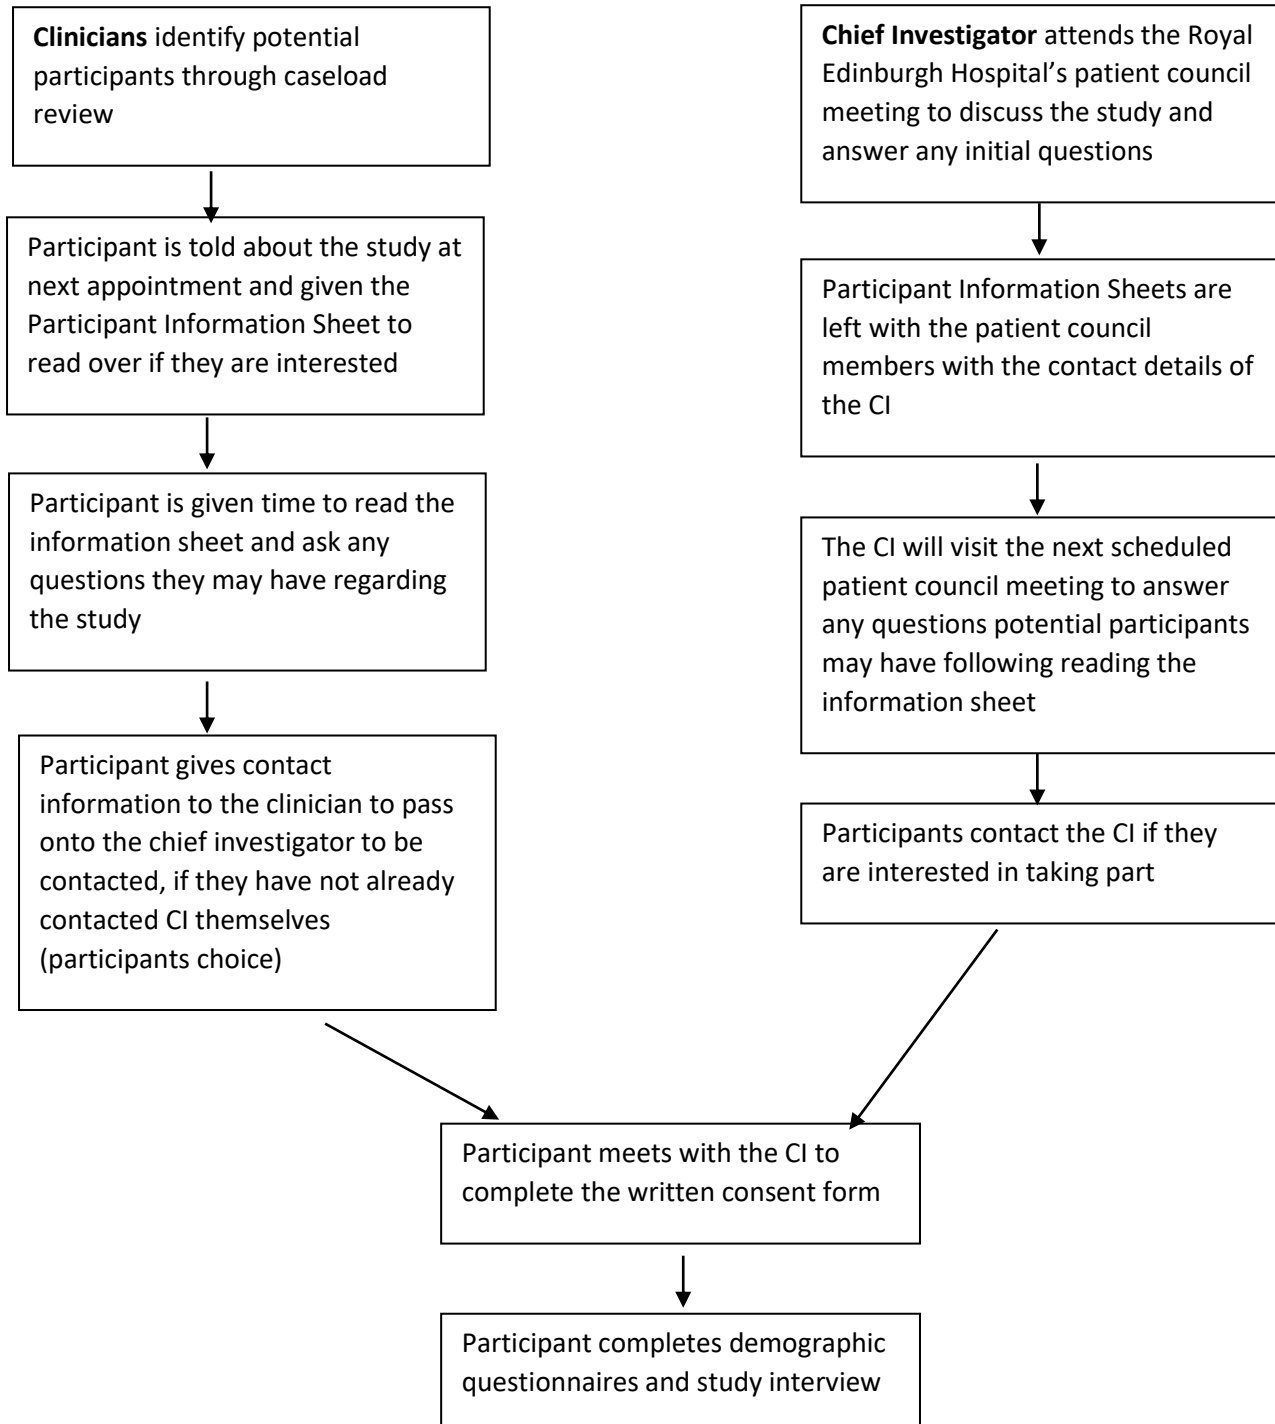 Clinicians identify potential
participants through caseload
review
Participant is told about the study at
next appointment and given the
Participant Information Sheet to
read over if they are interested
Participant is given time to read the
information sheet and ask any
questions they may have regarding
the study
Participant gives contact
information to the clinician to pass
onto the chief investigator to be
contacted, if they have not already
contacted CI themselves
(participants choice)
Chief Investigator attends the Royal
Edinburgh Hospital’s patient council
meeting to discuss the study and
answer any initial questions
Participant Information Sheets are
left with the patient council
members with the contact details of
the CI
The CI will visit the next scheduled
patient council meeting to answer
any questions potential participants
may have following reading the
information sheet
Participants contact the CI if they
are interested in taking part
Participant meets with the CI to
complete the written consent form
Participant completes demographic
questionnaires and study interview